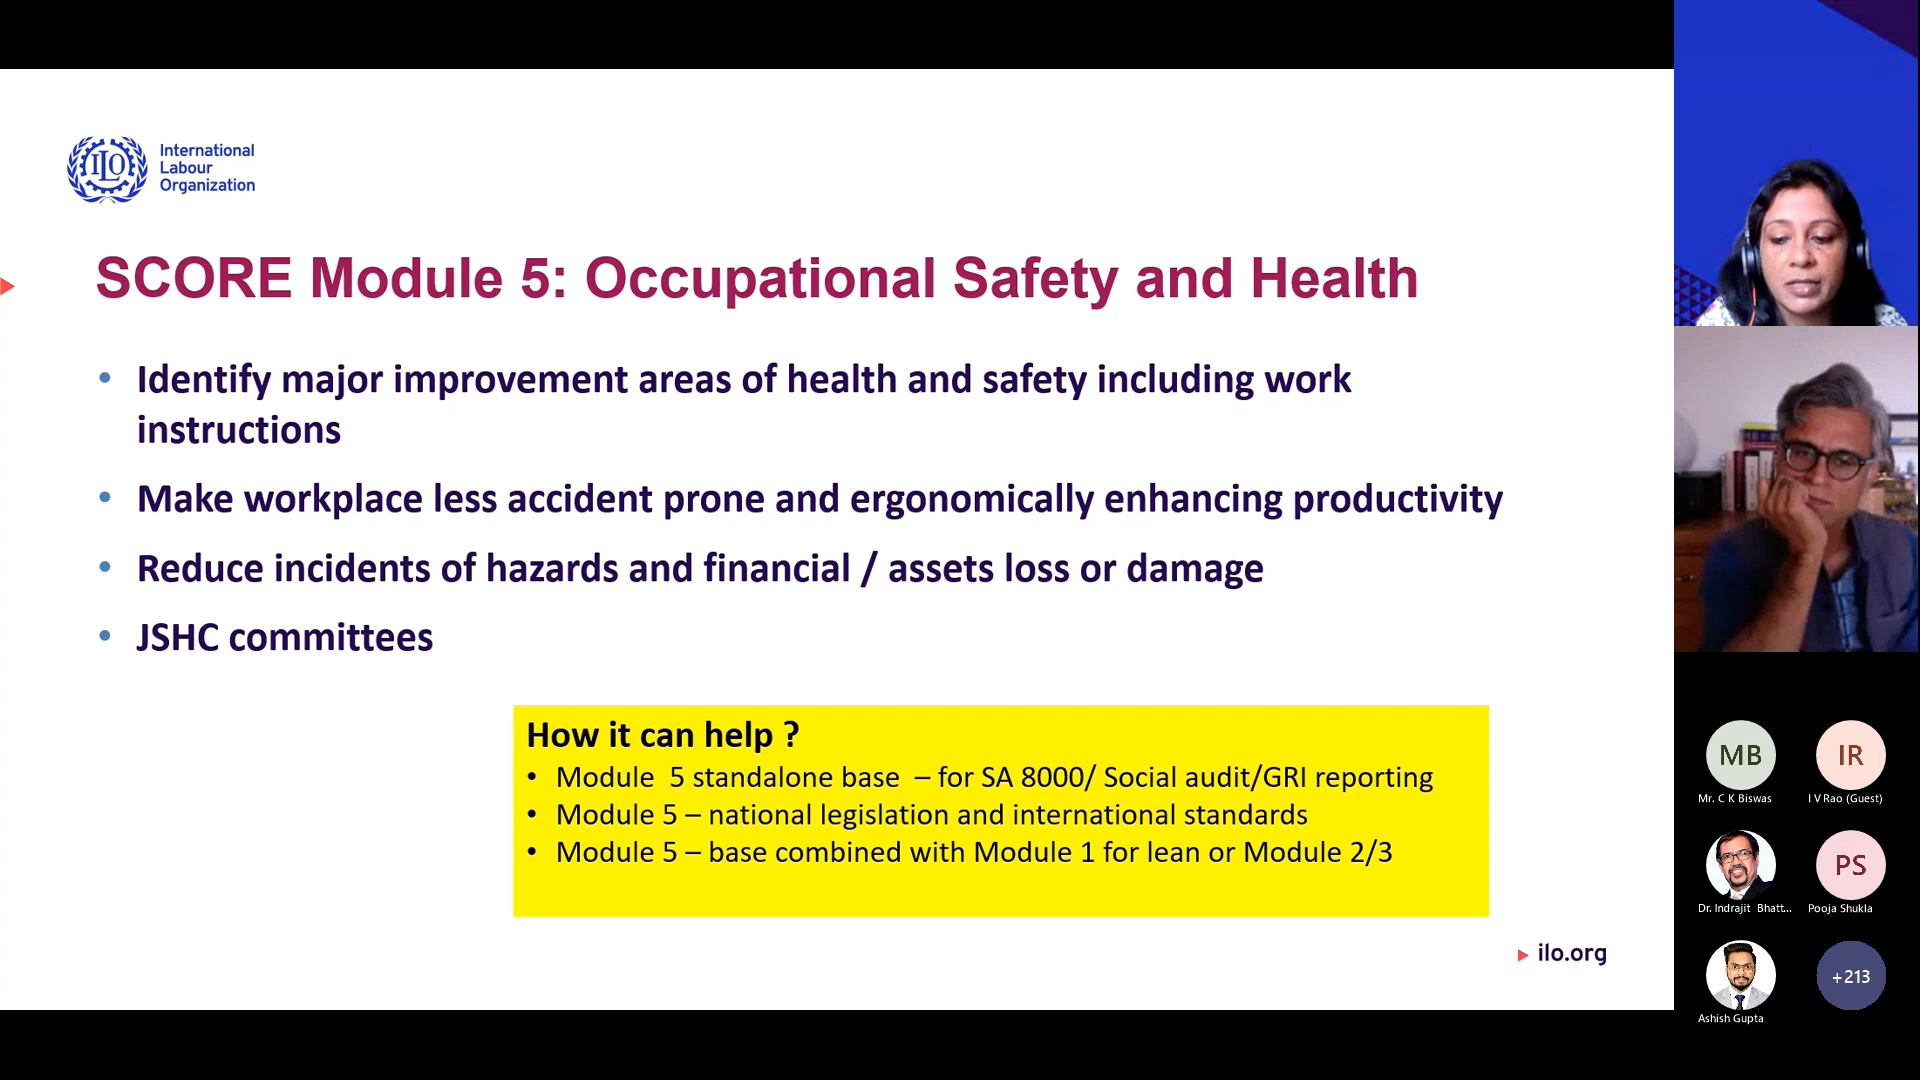 ILO
International
Labour
Organization
SCORE Module 5: Occupational Safety and Health
• Identify major improvement areas of health and safety including work
instructions
• Make workplace less accident prone and ergonomically enhancing productivity
• Reduce incidents of hazards and financial / assets loss or damage
• JSHC committees
How it can help ?
• Module 5 standalone base – for SA 8000/ Social audit/GRI reporting
• Module 5 – national legislation and international standards
• Module 5 – base combined with Module 1 for lean or Module 2/3
ilo.org
MB
Mr. C K Biswas
IR
I V Rao (Guest)
Dr. Indrajit Bhatt...
PS
Pooja Shukla
Ashish Gupta
+213